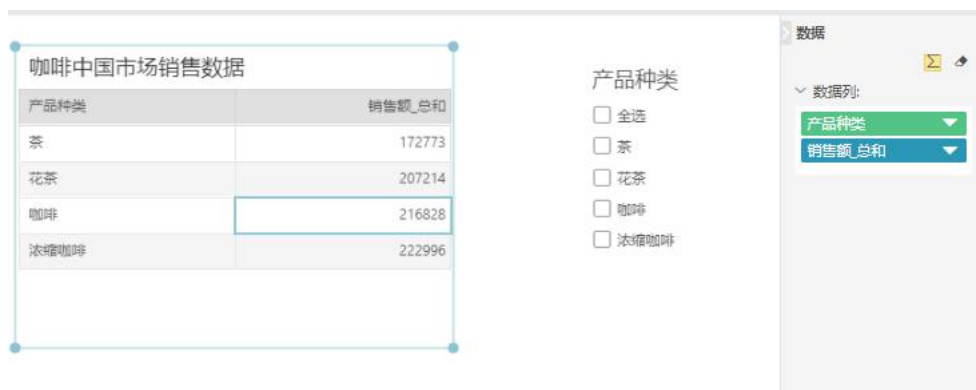 咖啡中国市场销售数据
产品种类 销售额_总和
茶 172773
花茶 207214
咖啡 216828
浓缩咖啡 222996
产品种类
全选
茶
花茶
咖啡
浓缩咖啡
数据
Σ
数据列:
产品种类
销售额_总和